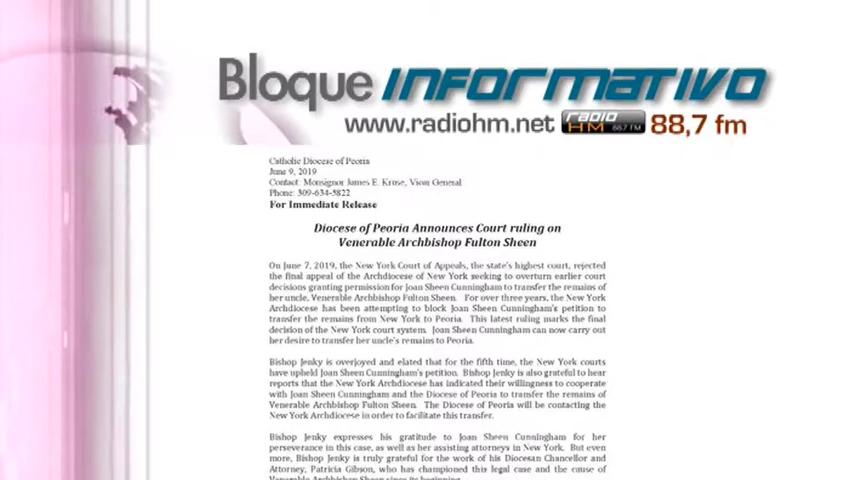 Bloque INFORMATIVO
www.radiohm.net radio HM 88,7 FM 88,7 fm
Catholic Diocese of Peoria
June 9, 2019
Contact: Monsignor James E. Kruse, Vicar General
Phone: 309-634-5822
For Immediate Release
Diocese of Peoria Announces Court ruling on
Venerable Archbishop Fulton Sheen
On June 7, 2019, the New York Court of Appeals, the state's highest court, rejected
the final appeal of the Archdiocese of New York seeking to overturn earlier court
decisions granting permission for Joan Sheen Cunningham to transfer the remains of
her uncle, Venerable Archbishop Fulton Sheen. For over three years, the New York
Archdiocese has been attempting to block Joan Sheen Cunningham's petition to
transfer the remains from New York to Peoria. This latest ruling marks the final
decision of the New York court system. Joan Sheen Cunningham can now carry out
her desire to transfer her uncle's remains to Peoria.
Bishop Jenky is overjoyed and elated that for the fifth time, the New York courts
have upheld Joan Sheen Cunningham's petition. Bishop Jenky is also grateful to hear
reports that the New York Archdiocese has indicated their willingness to cooperate
with Joan Sheen Cunningham and the Diocese of Peoria to transfer the remains of
Venerable Archbishop Fulton Sheen. The Diocese of Peoria will be contacting the
New York Archdiocese in order to facilitate this transfer.
Bishop Jenky expresses his gratitude to Joan Sheen Cunningham for her
perseverance in this case, as well as her assisting attorneys in New York. But even
more, Bishop Jenky is truly grateful for the work of his Diocesan Chancellor and
Attorney, Patricia Gibson, who has championed this legal case and the cause of
Venerable Archbishop Sheen since its beginning.